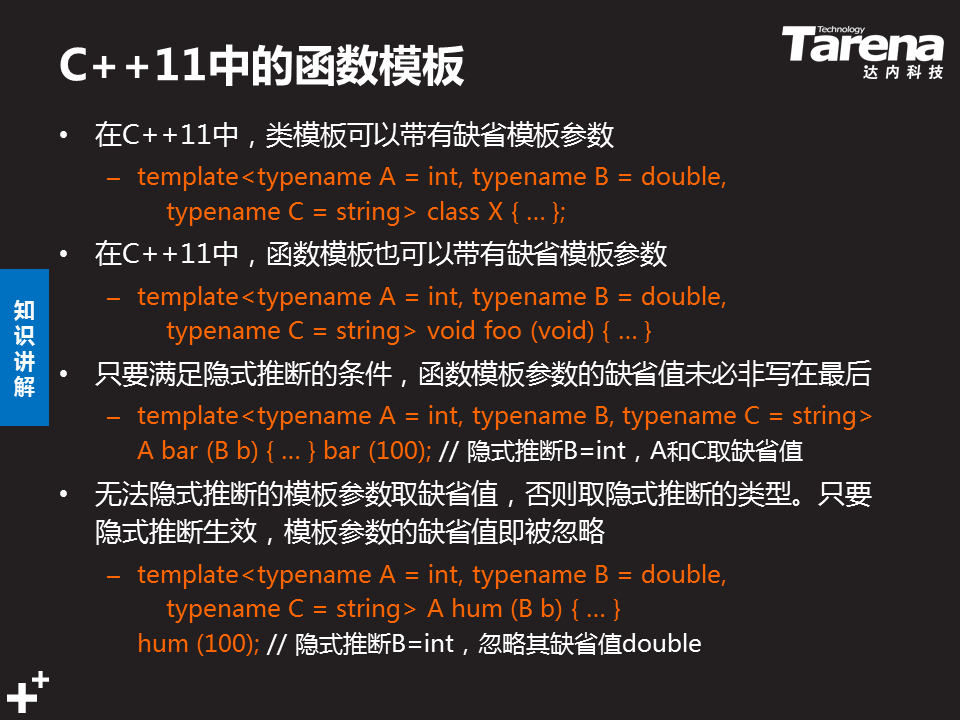 C++11中的函数模板
Technology
Tarena
达内科技
• 在C++11中，类模板可以带有缺省模板参数
– template<typename A = int, typename B = double,
typename C = string> class X { … };
• 在C++11中，函数模板也可以带有缺省模板参数
– template<typename A = int, typename B = double,
typename C = string> void foo (void) { … }
知识讲解
• 只要满足隐式推断的条件，函数模板参数的缺省值未必非写在最后
– template<typename A = int, typename B, typename C = string>
A bar (B b) { … } bar (100); // 隐式推断B=int，A和C取缺省值
• 无法隐式推断的模板参数取缺省值，否则取隐式推断的类型。只要
隐式推断生效，模板参数的缺省值即被忽略
– template<typename A = int, typename B = double,
typename C = string> A hum (B b) { … }
hum (100); // 隐式推断B=int，忽略其缺省值double